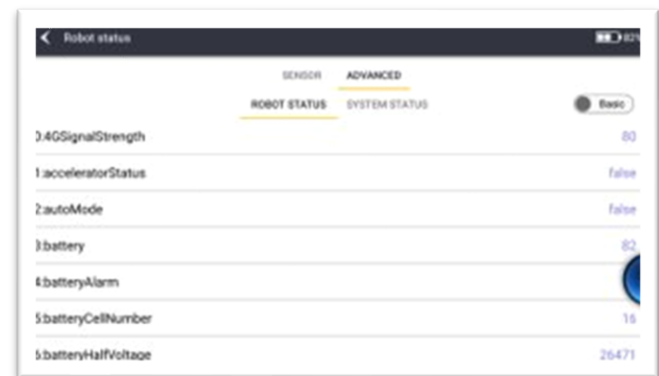 Robot status 82%
SENSOR ADVANCED
ROBOT STATUS SYSTEM STATUS Basic
0:4GSignalStrength 80
1:acceleratorStatus false
2:autoMode false
3:battery 82
4:batteryAlarm
5:batteryCellNumber 16
6:batteryHalfVoltage 26471